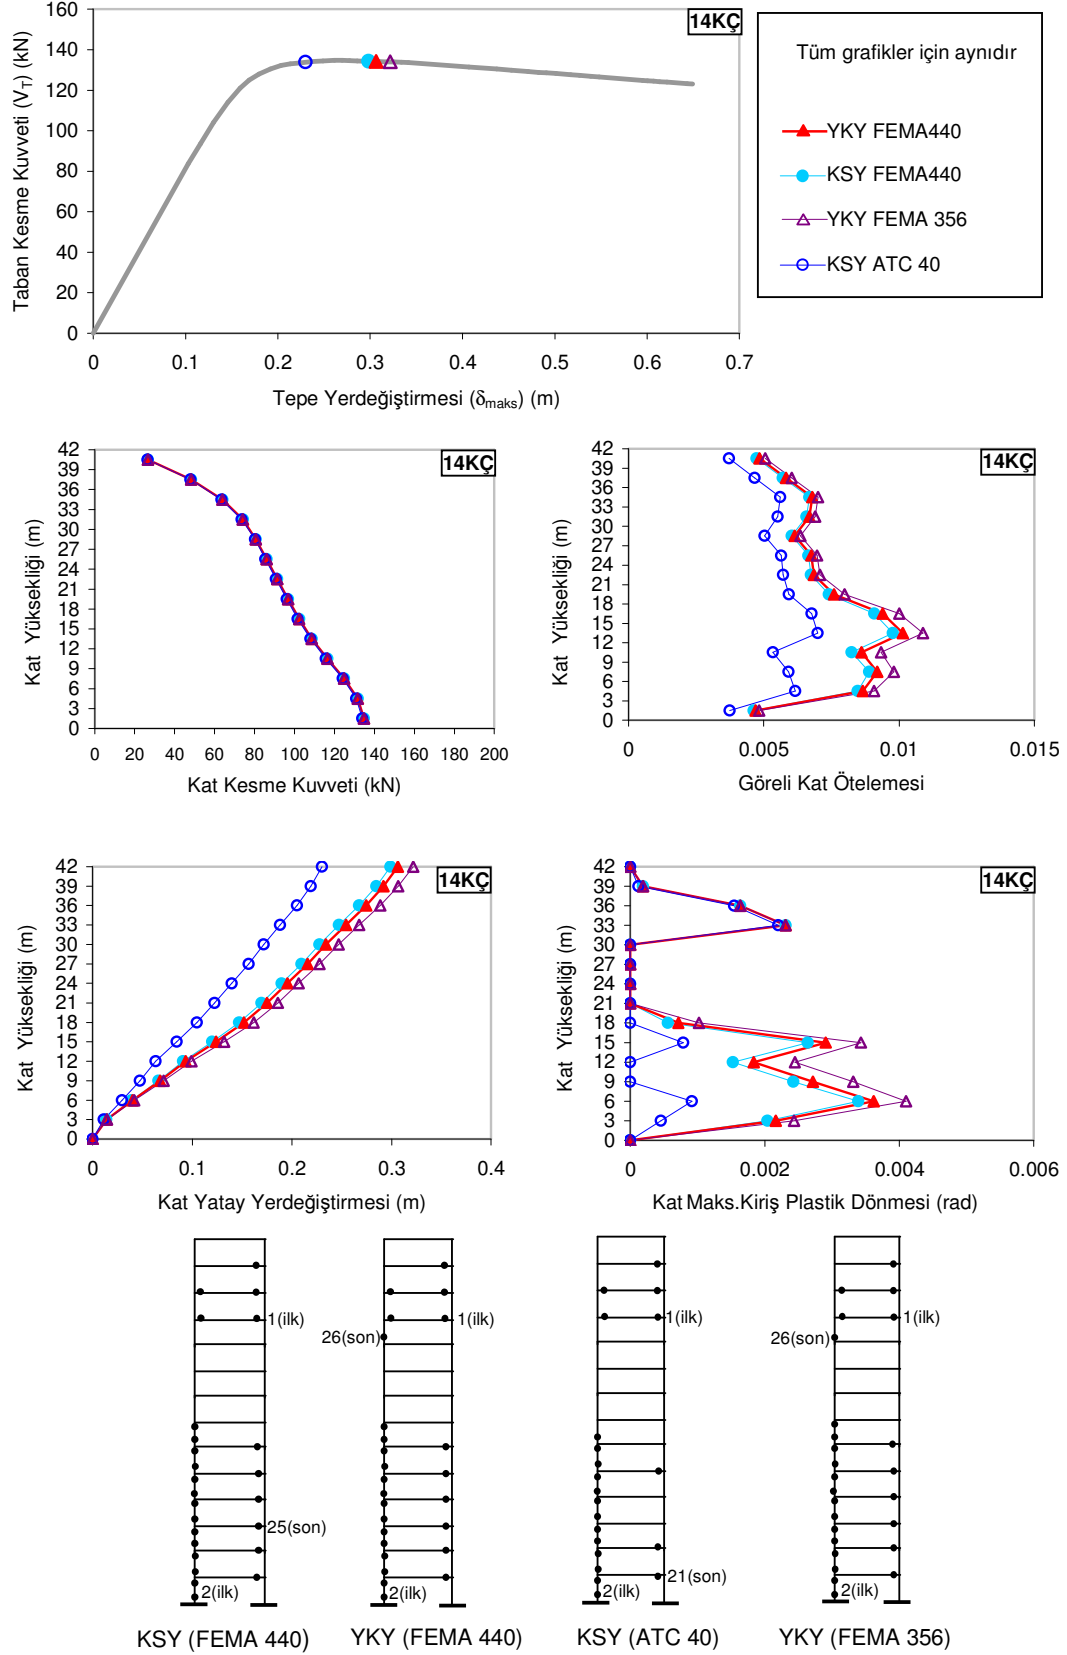 14KÇ
Taban Kesme Kuvveti (V_T) (kN)
160
140
120
100
80
60
40
20
0
0 0.1 0.2 0.3 0.4 0.5 0.6 0.7
Tepe Yerdeğiştirmesi (δ_maks) (m)
Tüm grafikler için aynıdır
YKY FEMA440
KSY FEMA440
YKY FEMA 356
KSY ATC 40
14KÇ
Kat Yüksekliği (m)
42
39
36
33
30
27
24
21
18
15
12
9
6
3
0
0 20 40 60 80 100 120 140 160 180 200
Kat Kesme Kuvveti (kN)
14KÇ
Kat Yüksekliği (m)
42
39
36
33
30
27
24
21
18
15
12
9
6
3
0
0 0.005 0.01 0.015
Göreli Kat Ötelemesi
14KÇ
Kat Yüksekliği (m)
42
39
36
33
30
27
24
21
18
15
12
9
6
3
0
0 0.1 0.2 0.3 0.4
Kat Yatay Yerdeğiştirmesi (m)
14KÇ
Kat Yüksekliği (m)
42
39
36
33
30
27
24
21
18
15
12
9
6
3
0
0 0.002 0.004 0.006
Kat Maks.Kiriş Plastik Dönmesi (rad)
1(ilk)
25(son)
2(ilk)
KSY (FEMA 440)
1(ilk)
26(son)
2(ilk)
YKY (FEMA 440)
1(ilk)
21(son)
2(ilk)
KSY (ATC 40)
1(ilk)
26(son)
2(ilk)
YKY (FEMA 356)